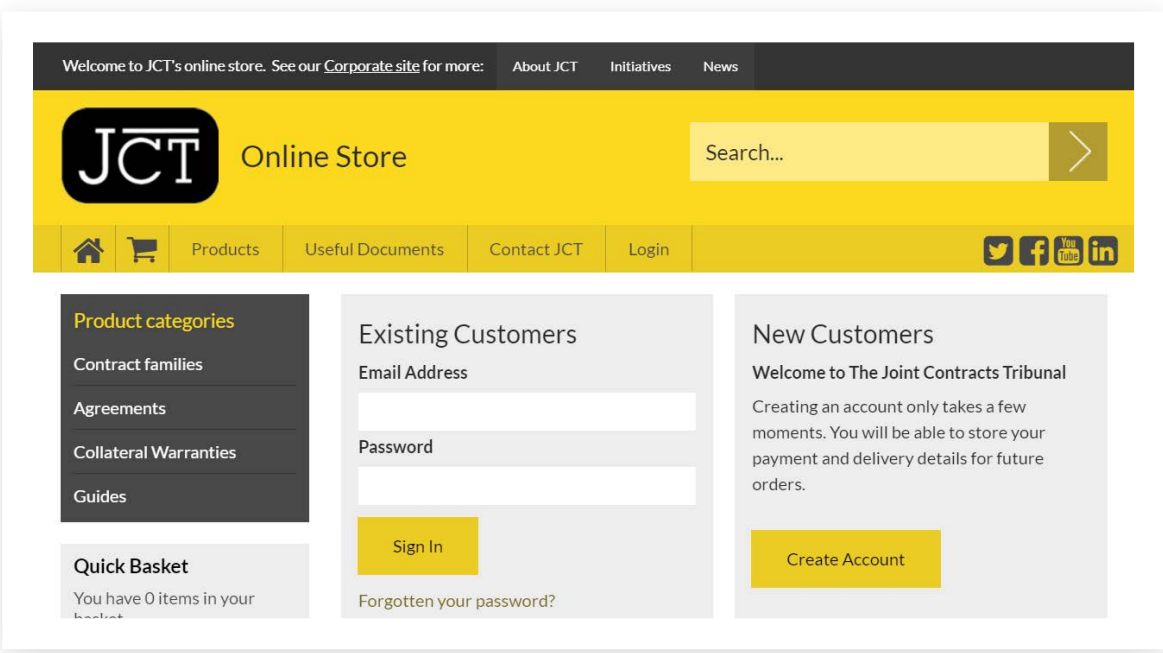 Welcome to JCT's online store. See our Corporate site for more: About JCT Initiatives News
JCT Online Store
Search...
Products Useful Documents Contact JCT Login
You
Tube
in
Product categories
Contract families
Agreements
Collateral Warranties
Guides
Quick Basket
You have 0 items in your
basket
Existing Customers
Email Address
Password
Sign In
Forgotten your password?
New Customers
Welcome to The Joint Contracts Tribunal
Creating an account only takes a few
moments. You will be able to store your
payment and delivery details for future
orders.
Create Account